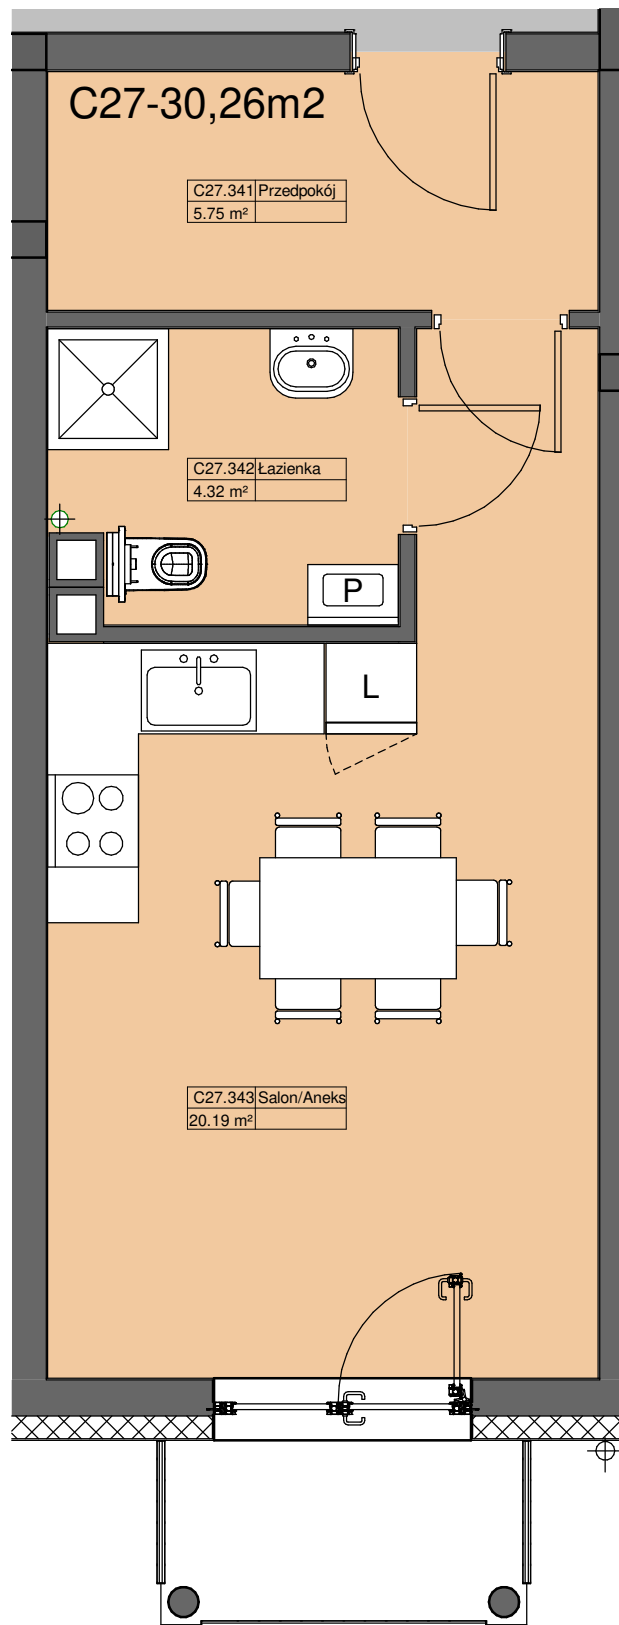 C27-30,26m2
C27.341 Przedpokój
5.75 m²
C27.342 Łazienka
4.32 m²
P
L
C27.343 Salon/Aneks
20.19 m²